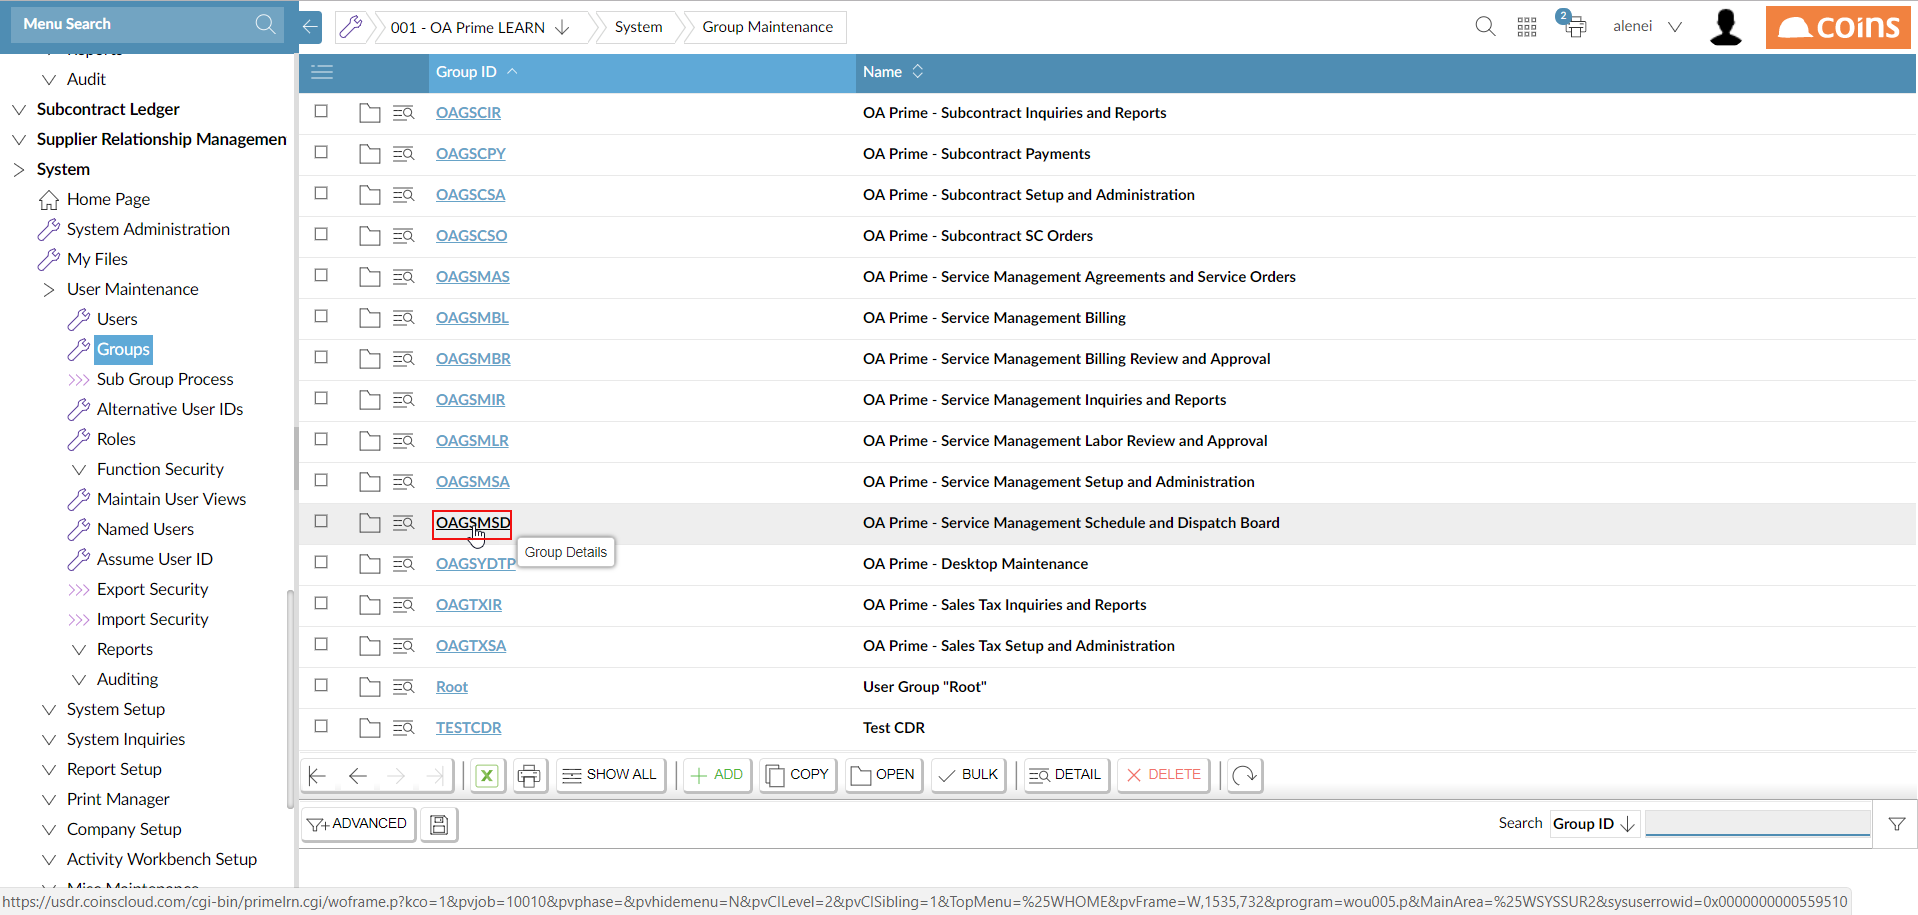 Menu Search
001 - OA Prime LEARN
System
Group Maintenance
2
alenei
coins
Reports
Audit
Subcontract Ledger
Supplier Relationship Managemen
System
Home Page
System Administration
My Files
User Maintenance
Users
Groups
Sub Group Process
Alternative User IDs
Roles
Function Security
Maintain User Views
Named Users
Assume User ID
Export Security
Import Security
Reports
Auditing
System Setup
System Inquiries
Report Setup
Print Manager
Company Setup
Activity Workbench Setup
Misc Maintenance
Group ID Name
OAGSCIR OA Prime - Subcontract Inquiries and Reports
OAGSCPY OA Prime - Subcontract Payments
OAGSCSA OA Prime - Subcontract Setup and Administration
OAGSCSO OA Prime - Subcontract SC Orders
OAGSMAS OA Prime - Service Management Agreements and Service Orders
OAGSMBL OA Prime - Service Management Billing
OAGSMBR OA Prime - Service Management Billing Review and Approval
OAGSMIR OA Prime - Service Management Inquiries and Reports
OAGSMLR OA Prime - Service Management Labor Review and Approval
OAGSMSA OA Prime - Service Management Setup and Administration
OAGSMSD OA Prime - Service Management Schedule and Dispatch Board
Group Details
OAGSYDTP OA Prime - Desktop Maintenance
OAGTXIR OA Prime - Sales Tax Inquiries and Reports
OAGTXSA OA Prime - Sales Tax Setup and Administration
Root User Group "Root"
TESTCDR Test CDR
SHOW ALL ADD COPY OPEN BULK DETAIL DELETE
ADVANCED Search Group ID
https://usdr.coinscloud.com/cgi-bin/primelrn.cgi/woframe.p?kco=1&pvjob=10010&pvphase=&pvhidemenu=N&pvCILevel=2&pvCISibling=1&TopMenu=%25WHOME&pvFrame=W,1535,732&program=wou005.p&MainArea=%25WSYSSUR2&sysuserrowid=0x0000000000559510